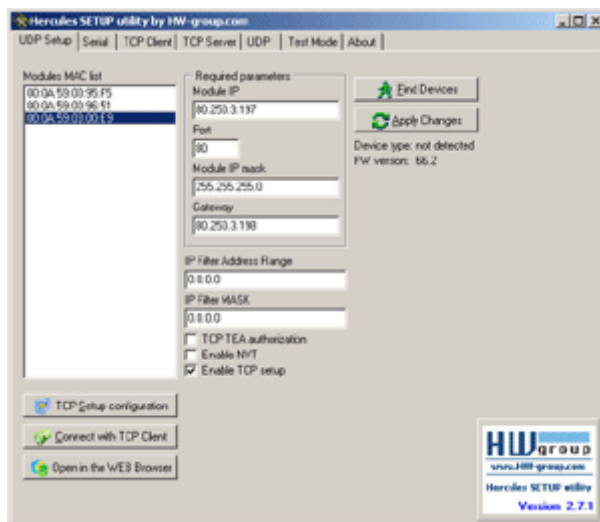 Hercules SETUP utility by HW-group.com
UDP Setup Serial TCP Client TCP Server UDP Test Mode About
Modules MAC list
00:0A:59:00:95:F5
00:0A:59:00:96:51
00:0A:59:03:00:E9
Required parameters
Module IP
80.250.3.197
Port
80
Module IP mask
255.255.255.0
Gateway
80.250.3.198
IP Filter Address Range
0.0.0.0
IP Filter MASK
0.0.0.0
TCP TEA authorization
Enable NVT
Enable TCP setup
Find Devices
Apply Changes
Device type: not detected
FW version: 66.2
TCP Setup configuration
Connect with TCP Client
Open in the WEB Browser
HW group
www.HW-group.com
Hercules SETUP utility
Version 2.7.1